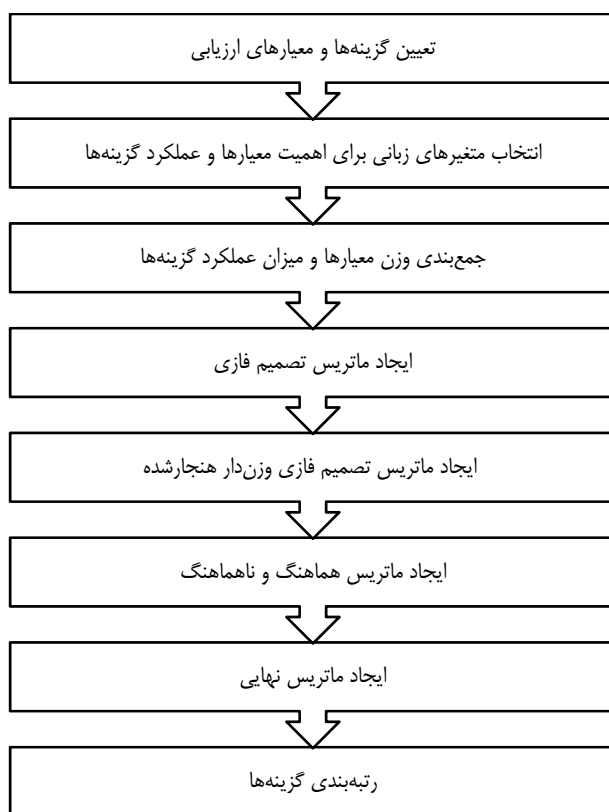 تعیین گزینه‌ها و معیارهای ارزیابی
انتخاب متغیرهای زبانی برای اهمیت معیارها و عملکرد گزینه‌ها
جمع‌بندی وزن معیارها و میزان عملکرد گزینه‌ها
ایجاد ماتریس تصمیم فازی
ایجاد ماتریس تصمیم فازی وزن‌دار هنجارشده
ایجاد ماتریس هماهنگ و ناهماهنگ
ایجاد ماتریس نهایی
رتبه‌بندی گزینه‌ها